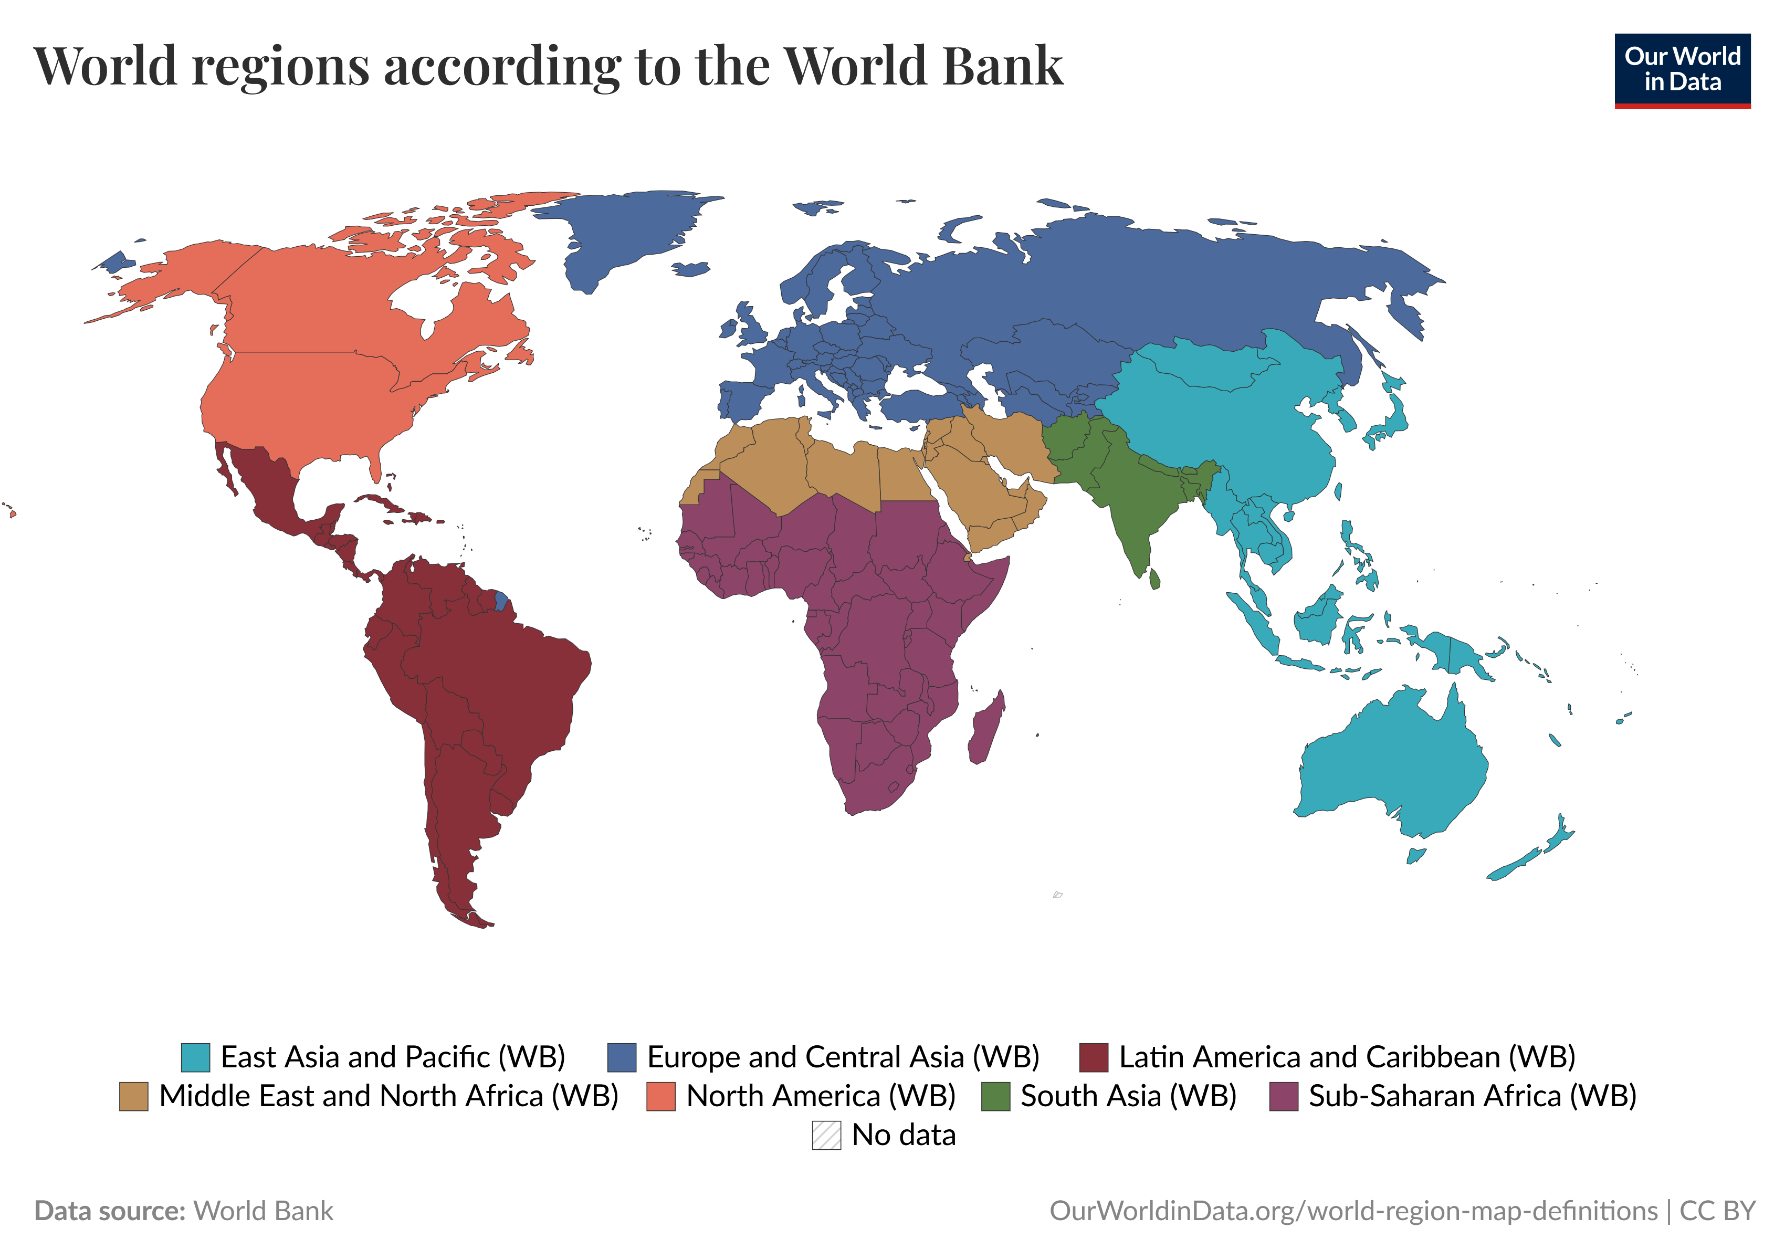 World regions according to the World Bank
Our World
in Data
East Asia and Pacific (WB) Europe and Central Asia (WB) Latin America and Caribbean (WB)
Middle East and North Africa (WB) North America (WB) South Asia (WB) Sub-Saharan Africa (WB)
No data
Data source: World Bank
OurWorldinData.org/world-region-map-definitions | CC BY